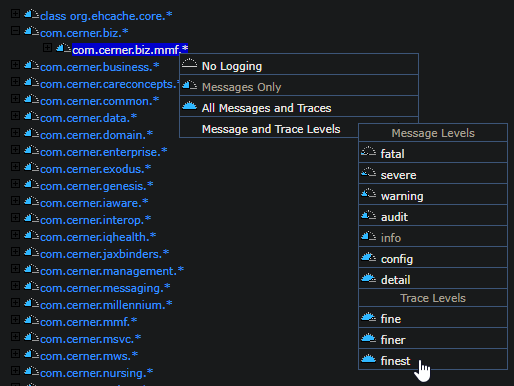 class org.ehcache.core.*
com.cerner.biz.*
com.cerner.biz.mmf.*
com.cerner.business.*
com.cerner.careconcepts.*
com.cerner.common.*
com.cerner.data.*
com.cerner.domain.*
com.cerner.enterprise.*
com.cerner.exodus.*
com.cerner.genesis.*
com.cerner.iaware.*
com.cerner.interop.*
com.cerner.iqhealth.*
com.cerner.jaxbinders.*
com.cerner.management.*
com.cerner.messaging.*
com.cerner.millennium.*
com.cerner.mmf.*
com.cerner.msvc.*
com.cerner.mws.*
com.cerner.nursing.*
No Logging
Messages Only
All Messages and Traces
Message and Trace Levels
Message Levels
fatal
severe
warning
audit
info
config
detail
Trace Levels
fine
finer
finest